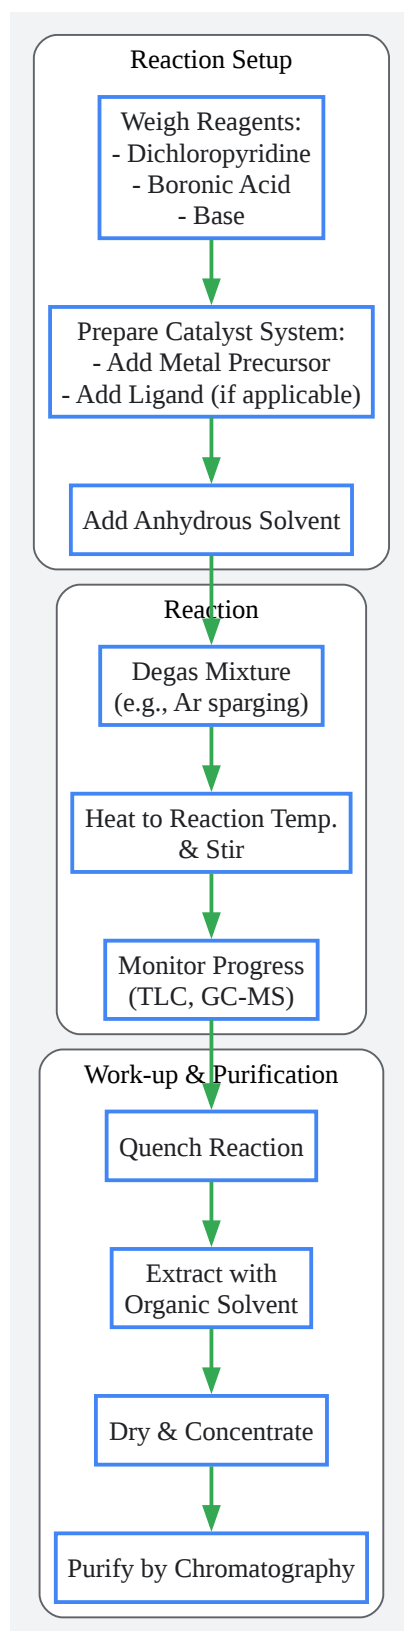 Reaction Setup
Weigh Reagents:
- Dichloropyridine
- Boronic Acid
- Base
Prepare Catalyst System:
- Add Metal Precursor
- Add Ligand (if applicable)
Add Anhydrous Solvent
Reaction
Degas Mixture
(e.g., Ar sparging)
Heat to Reaction Temp.
& Stir
Monitor Progress
(TLC, GC-MS)
Work-up & Purification
Quench Reaction
Extract with
Organic Solvent
Dry & Concentrate
Purify by Chromatography